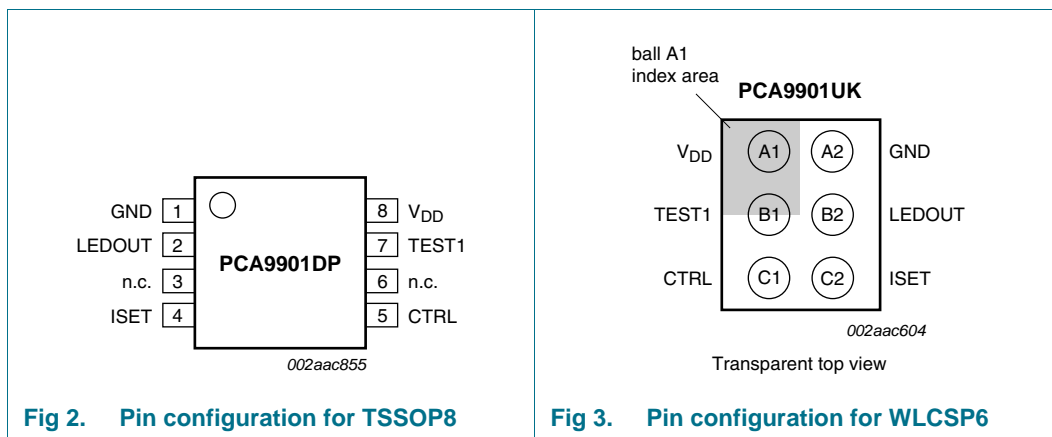 GND 1 8 VDD
LEDOUT 2 7 TEST1
PCA9901DP
n.c. 3 6 n.c.
ISET 4 5 CTRL
002aac855
Fig 2. Pin configuration for TSSOP8
ball A1
index area
PCA9901UK
VDD A1 A2 GND
TEST1 B1 B2 LEDOUT
CTRL C1 C2 ISET
002aac604
Transparent top view
Fig 3. Pin configuration for WLCSP6